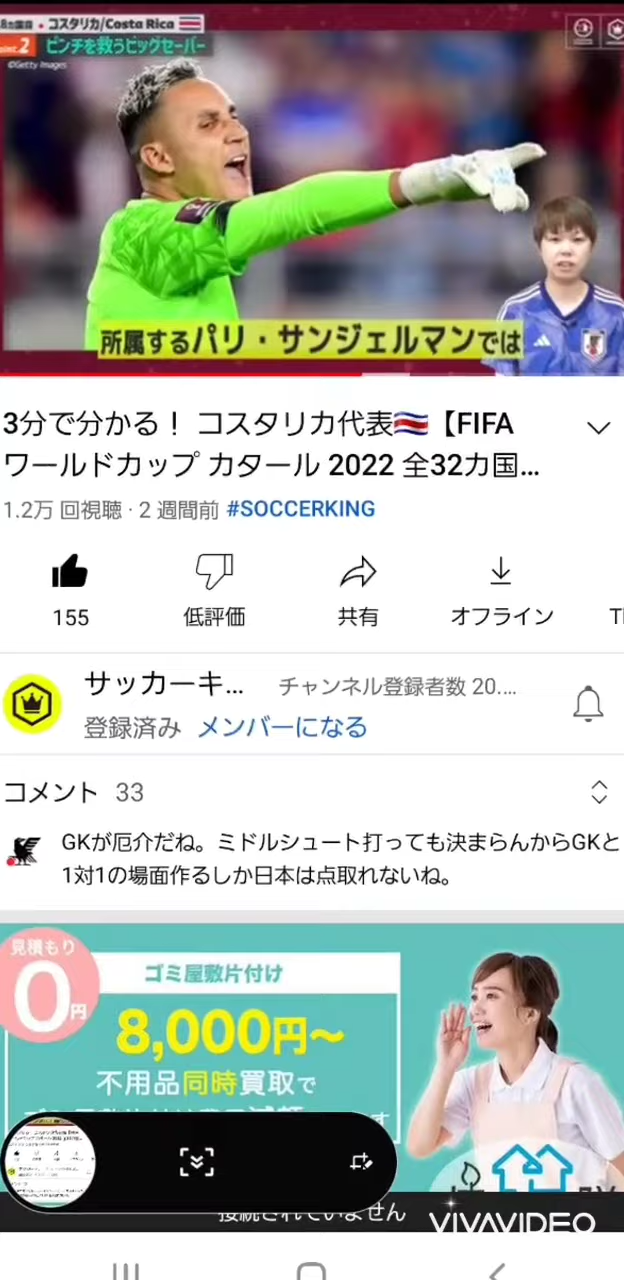 コスタリカ/Costa Rica
2 ピンチを救うビッグセーバー
©Getty Images
所属するパリ・サンジェルマンでは
3分で分かる！ コスタリカ代表🇨🇷【FIFA
ワールドカップ カタール 2022 全32カ国...
1.2万 回視聴 · 2 週間前 #SOCCERKING
155 低評価 共有 オフライン
サッカーキ... チャンネル登録者数 20....
登録済み メンバーになる
コメント 33
GKが厄介だね。ミドルシュート打っても決まらんからGKと
1対1の場面作るしか日本は点取れないね。
見積もり
0円
ゴミ屋敷片付け
8,000円～
不用品同時買取で
接続されていません
VIVAVIDEO